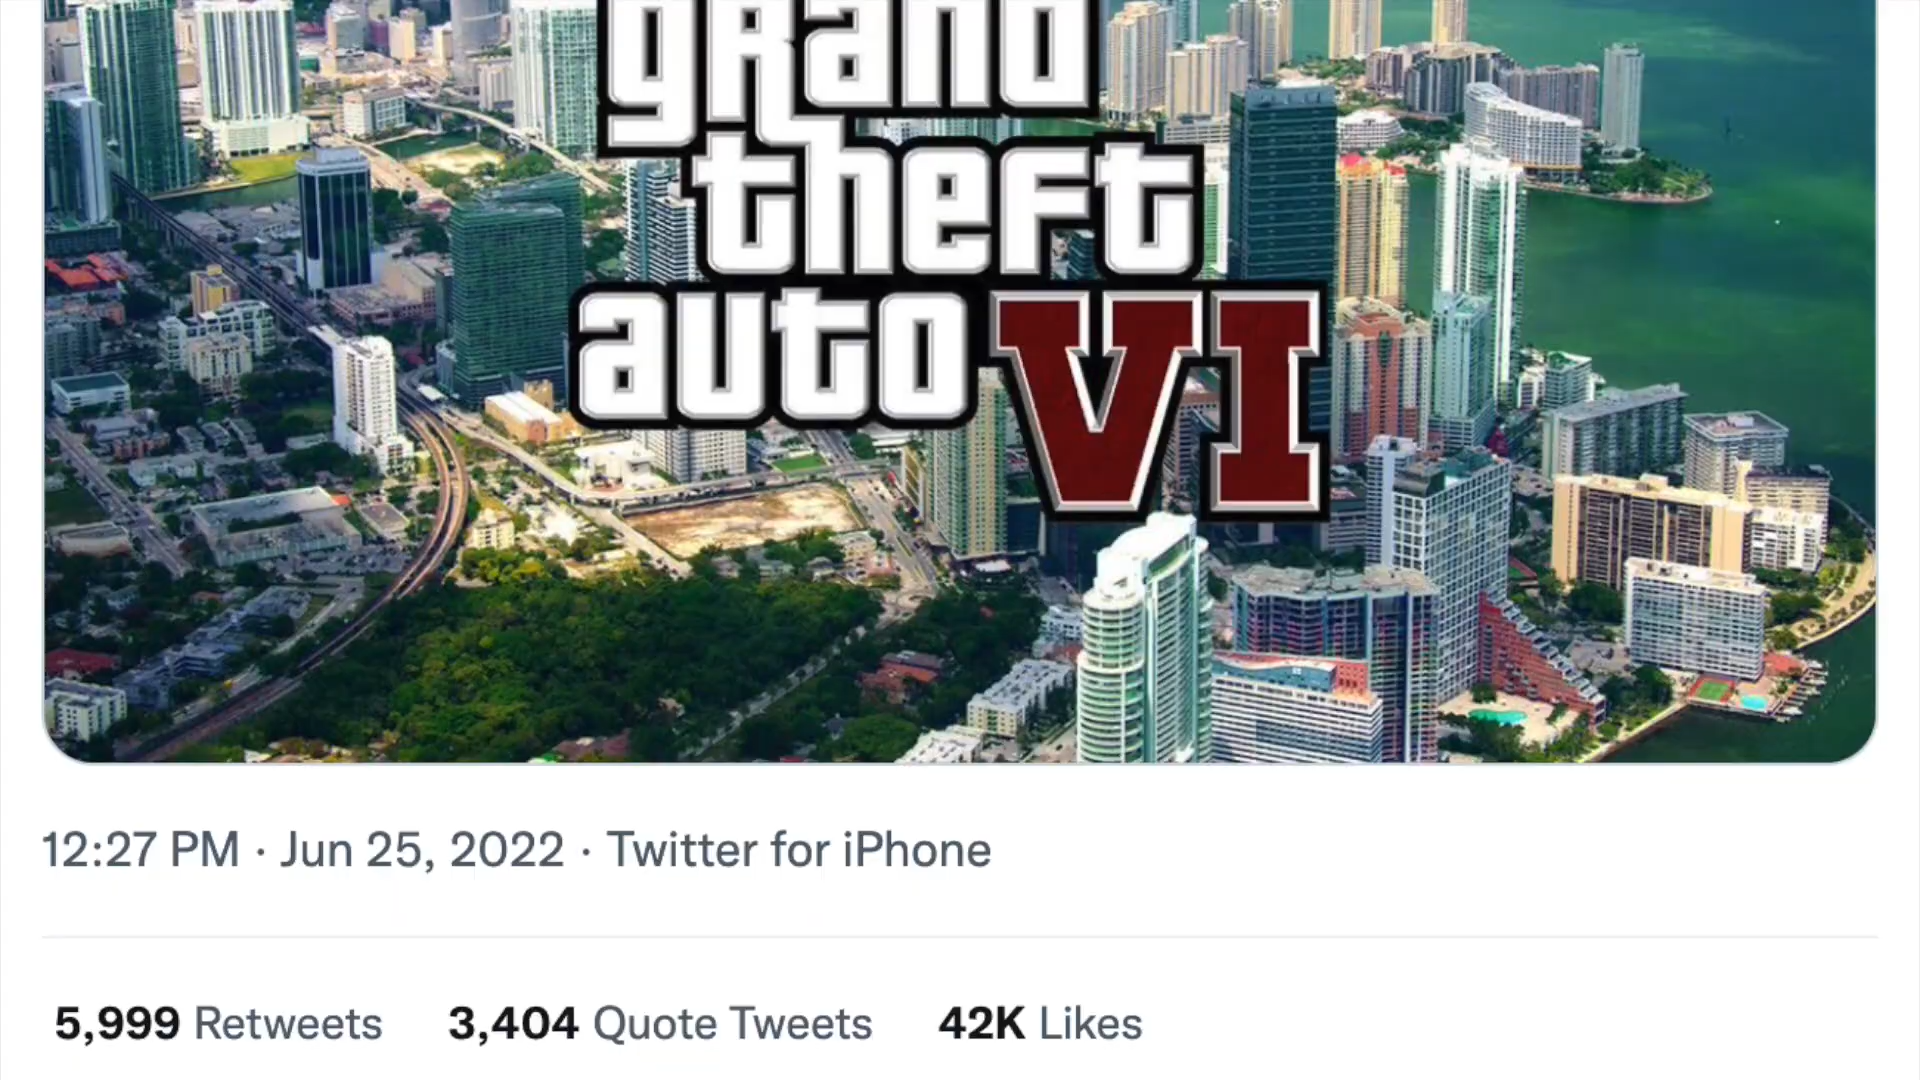 grand
theft
auto VI
12:27 PM · Jun 25, 2022 · Twitter for iPhone
5,999 Retweets 3,404 Quote Tweets 42K Likes